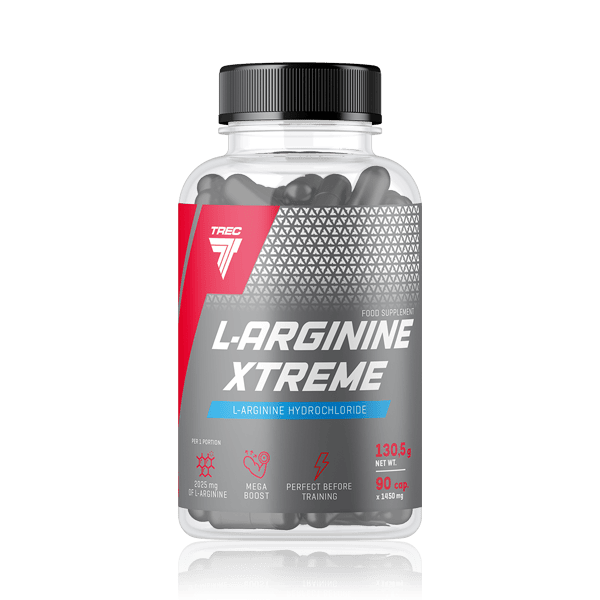 TREC
FOOD SUPPLEMENT
L-ARGININE
XTREME
L-ARGININE HYDROCHLORIDE
PER 1 PORTION
2025 mg
OF L-ARGININE
MEGA
BOOST
PERFECT BEFORE
TRAINING
130.5g
NET WT.
90 cap.
x 1450 mg